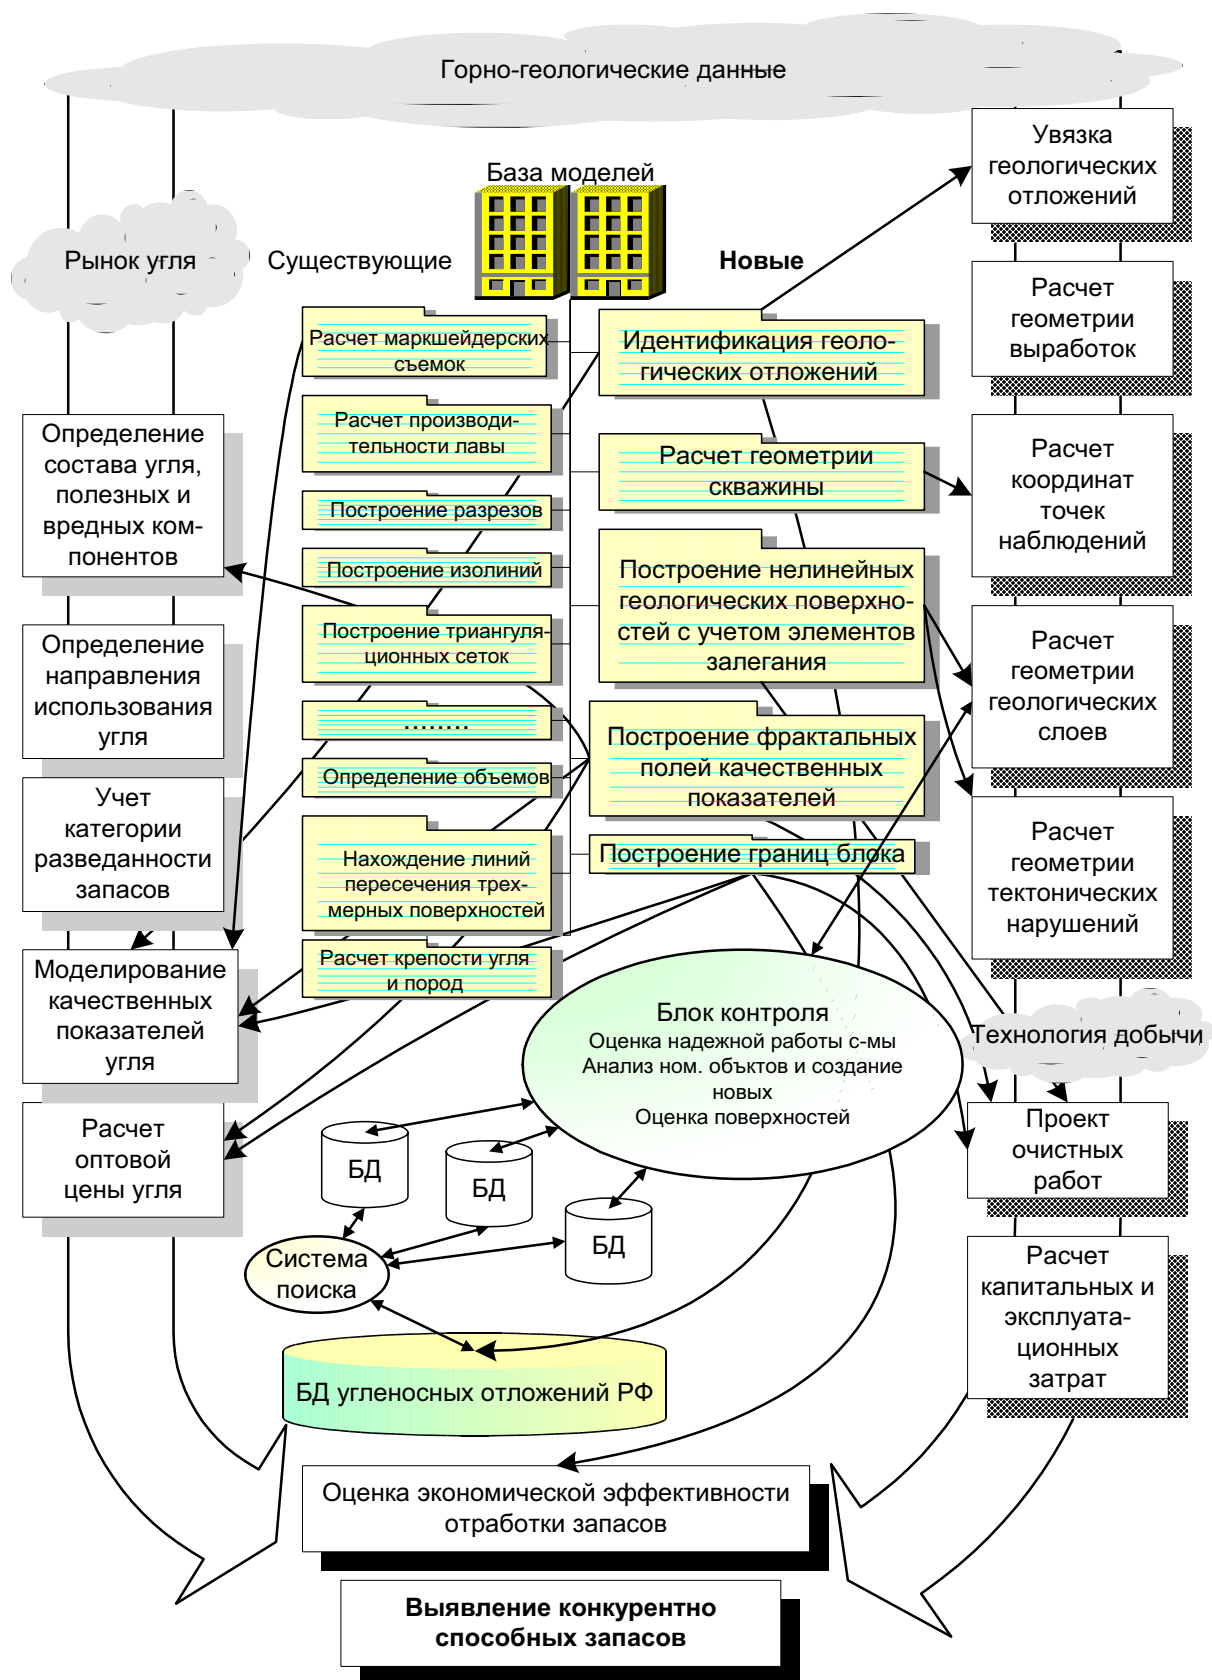 Горно-геологические данные
База моделей
Рынок угля
Существующие
Новые
Определение
состава угля,
полезных и
вредных ком-
понентов
Определение
направления
использования
угля
Учет
категории
разведанности
запасов
Моделирование
качественных
показателей
угля
Расчет
оптовой
цены угля
Расчет маркшейдерских
съемок
Расчет производи-
тельности лавы
Построение разрезов
Построение изолиний
Построение триангуля-
ционных сеток
........
Определение объемов
Нахождение линий
пересечения трех-
мерных поверхностей
Расчет крепости угля
и пород
Идентификация геоло-
гических отложений
Расчет геометрии
скважины
Построение нелинейных
геологических поверхно-
стей с учетом элементов
залегания
Построение фрактальных
полей качественных
показателей
Построение границ блока
Увязка
геологических
отложений
Расчет
геометрии
выработок
Расчет
координат
точек
наблюдений
Расчет
геометрии
геологических
слоев
Расчет
геометрии
тектонических
нарушений
Технология добычи
Проект
очистных
работ
Расчет
капитальных и
эксплуата-
ционных
затрат
Блок контроля
Оценка надежной работы с-мы
Анализ ном. объктов и создание
новых
Оценка поверхностей
БД
БД
БД
Система
поиска
БД угленосных отложений РФ
Оценка экономической эффективности
отработки запасов
Выявление конкурентно
способных запасов